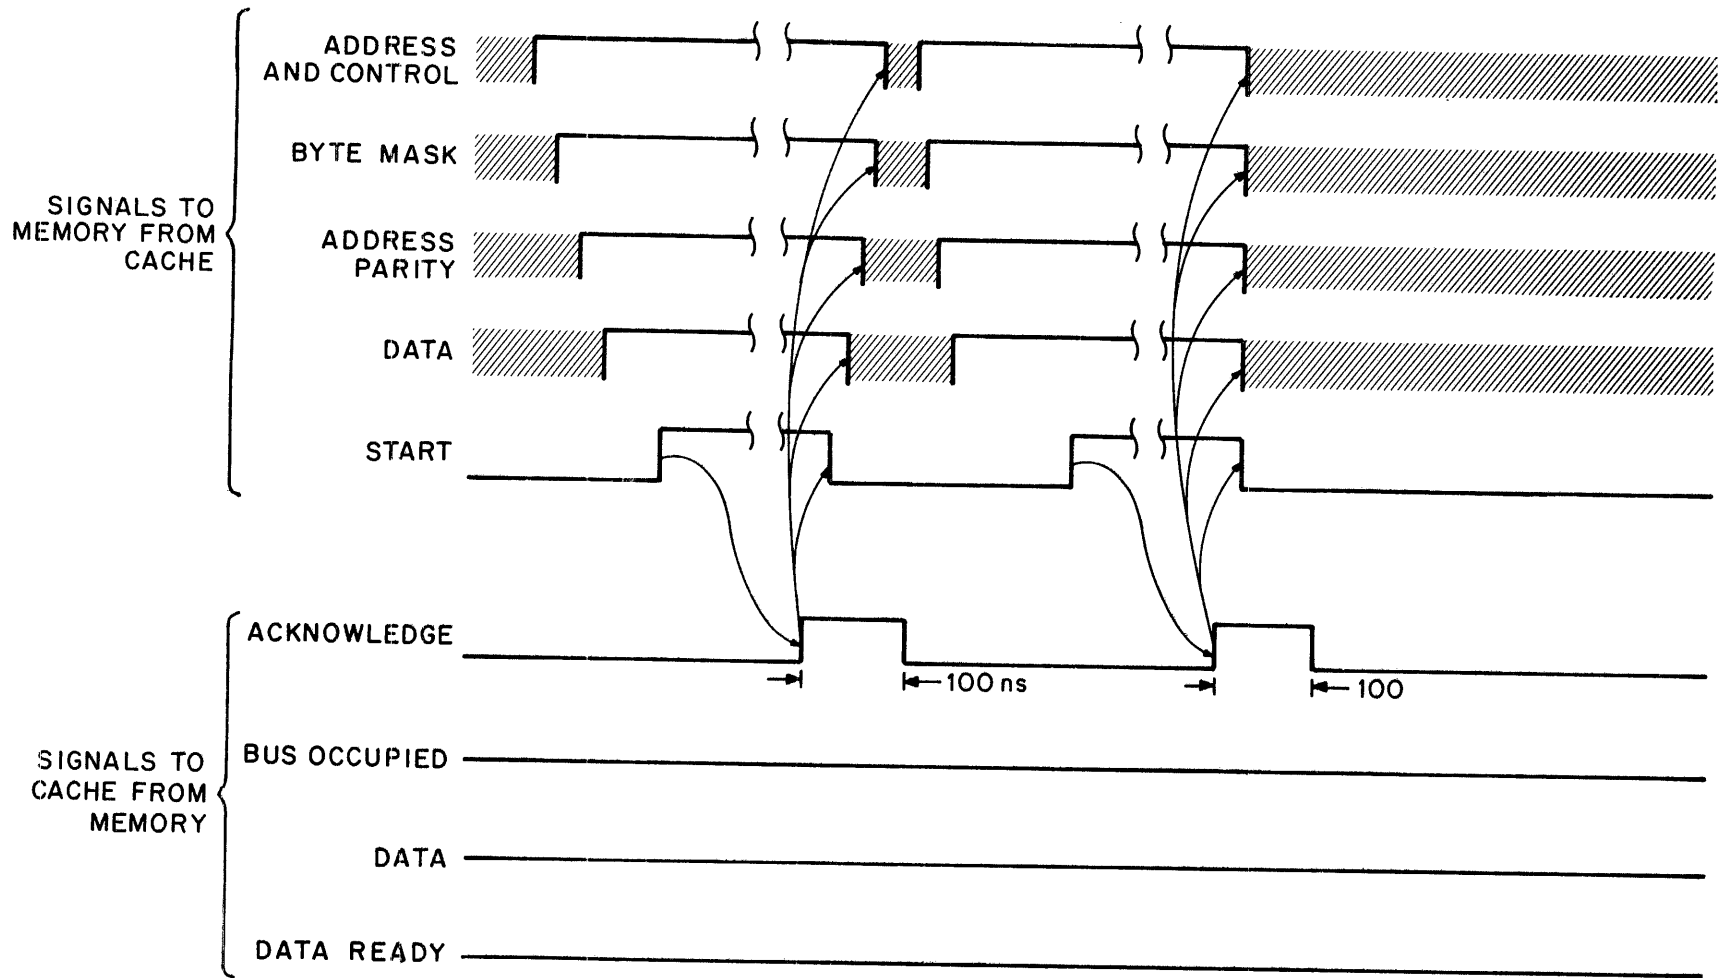 ADDRESS
AND CONTROL
BYTE MASK
SIGNALS TO
MEMORY FROM
CACHE
ADDRESS
PARITY
DATA
START
ACKNOWLEDGE
100 ns
100
SIGNALS TO
CACHE FROM
MEMORY
BUS OCCUPIED
DATA
DATA READY